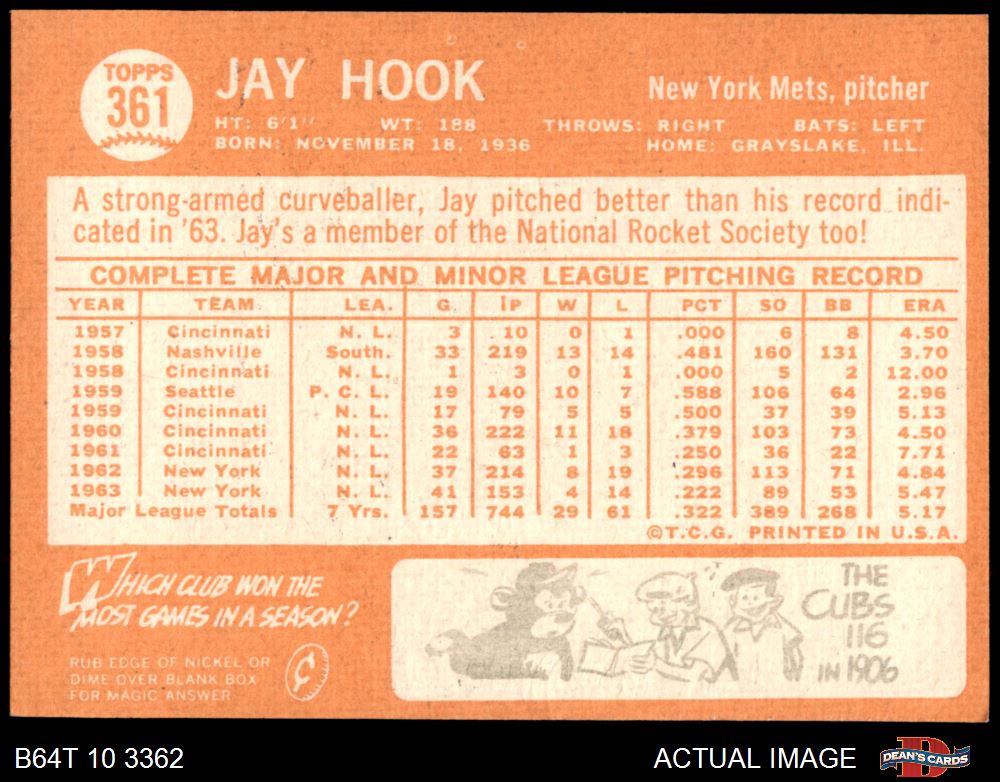 TOPPS
361
JAY HOOK
New York Mets, pitcher
HT: 6'1" WT: 188 THROWS: RIGHT BATS: LEFT
BORN: NOVEMBER 18, 1936 HOME: GRAYSLAKE, ILL.
A strong-armed curveballer, Jay pitched better than his record indi-
cated in '63. Jay's a member of the National Rocket Society too!
COMPLETE MAJOR AND MINOR LEAGUE PITCHING RECORD
YEAR TEAM LEA. G IP W L PCT SO BB ERA
1957 Cincinnati N. L. 3 10 0 1 .000 6 8 4.50
1958 Nashville South. 33 219 13 14 .481 160 131 3.70
1958 Cincinnati N. L. 1 3 0 1 .000 5 2 12.00
1959 Seattle P. C. L. 19 140 10 7 .588 106 64 2.96
1959 Cincinnati N. L. 17 79 5 5 .500 37 39 5.13
1960 Cincinnati N. L. 36 222 11 18 .379 103 73 4.50
1961 Cincinnati N. L. 22 63 1 3 .250 36 22 7.71
1962 New York N. L. 37 214 8 19 .296 113 71 4.84
1963 New York N. L. 41 153 4 14 .222 89 53 5.47
Major League Totals 7 Yrs. 157 744 29 61 .322 389 268 5.17
©T.C.G. PRINTED IN U.S.A.
WHICH CLUB WON THE
MOST GAMES IN A SEASON?
RUB EDGE OF NICKEL OR
DIME OVER BLANK BOX
FOR MAGIC ANSWER
¢
THE
CUBS
116
IN 1906
B64T 10 3362
ACTUAL IMAGE
DEAN'S CARDS